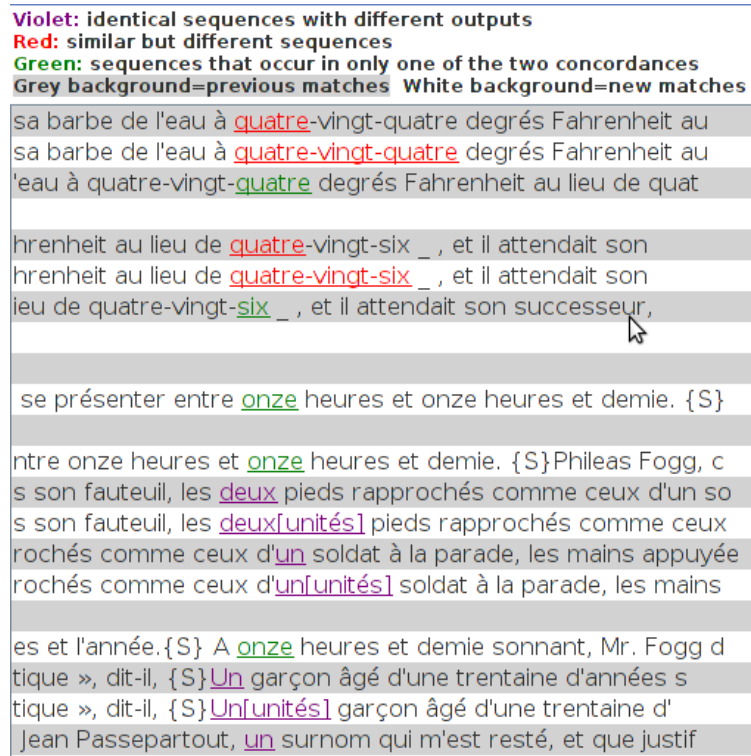 Violet: identical sequences with different outputs
Red: similar but different sequences
Green: sequences that occur in only one of the two concordances
Grey background=previous matches White background=new matches
sa barbe de l'eau à quatre-vingt-quatre degrés Fahrenheit au
sa barbe de l'eau à quatre-vingt-quatre degrés Fahrenheit au
'eau à quatre-vingt-quatre degrés Fahrenheit au lieu de quat
hrenheit au lieu de quatre-vingt-six _ , et il attendait son
hrenheit au lieu de quatre-vingt-six _ , et il attendait son
ieu de quatre-vingt-six _ , et il attendait son successeur,
se présenter entre onze heures et onze heures et demie. {S}
ntre onze heures et onze heures et demie. {S}Phileas Fogg, c
s son fauteuil, les deux pieds rapprochés comme ceux d'un so
s son fauteuil, les deux[unités] pieds rapprochés comme ceux
rochés comme ceux d'un soldat à la parade, les mains appuyée
rochés comme ceux d'un[unités] soldat à la parade, les mains
es et l'année.{S} A onze heures et demie sonnant, Mr. Fogg d
tique », dit-il, {S}Un garçon âgé d'une trentaine d'années s
tique », dit-il, {S}Un[unités] garçon âgé d'une trentaine d'
Jean Passepartout, un surnom qui m'est resté, et que justif